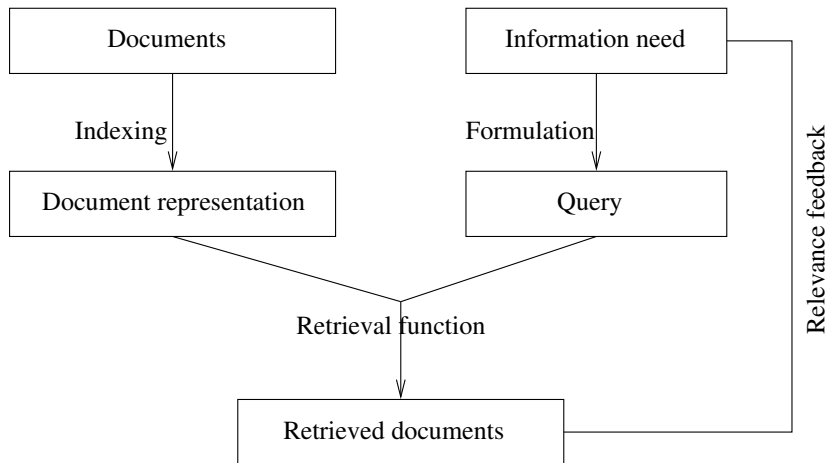 Documents
Information need
Indexing
Formulation
Document representation
Query
Retrieval function
Retrieved documents
Relevance feedback